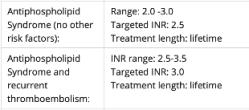 Antiphospholipid
Syndrome (no other
risk factors):
Range: 2.0 -3.0
Targeted INR: 2.5
Treatment length: lifetime
Antiphospholipid
Syndrome and
recurrent
thromboembolism:
INR range: 2.5-3.5
Targeted INR: 3.0
Treatment length: lifetime